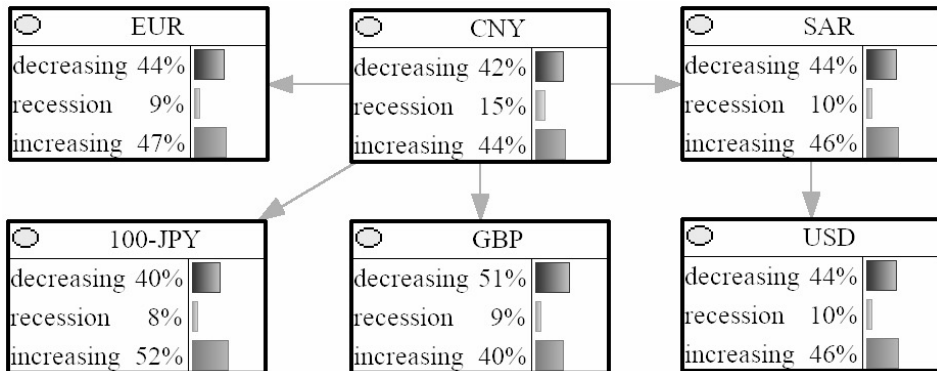 EUR
decreasing 44%
recession 9%
increasing 47%
CNY
decreasing 42%
recession 15%
increasing 44%
SAR
decreasing 44%
recession 10%
increasing 46%
100-JPY
decreasing 40%
recession 8%
increasing 52%
GBP
decreasing 51%
recession 9%
increasing 40%
USD
decreasing 44%
recession 10%
increasing 46%